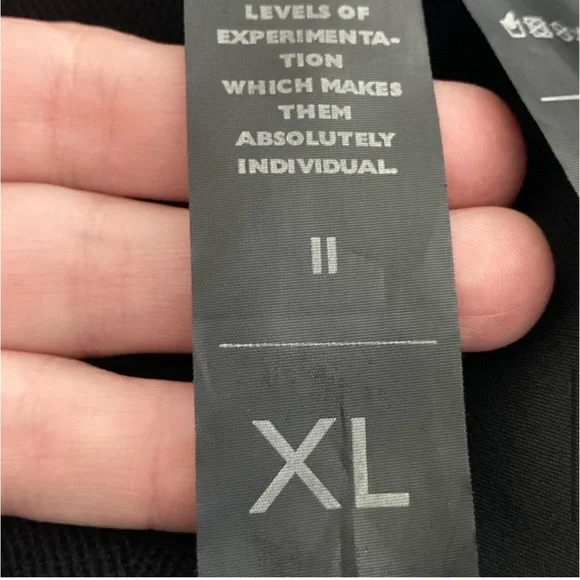 LEVELS OF
EXPERIMENTA-
TION
WHICH MAKES
THEM
ABSOLUTELY
INDIVIDUAL.
II
XL